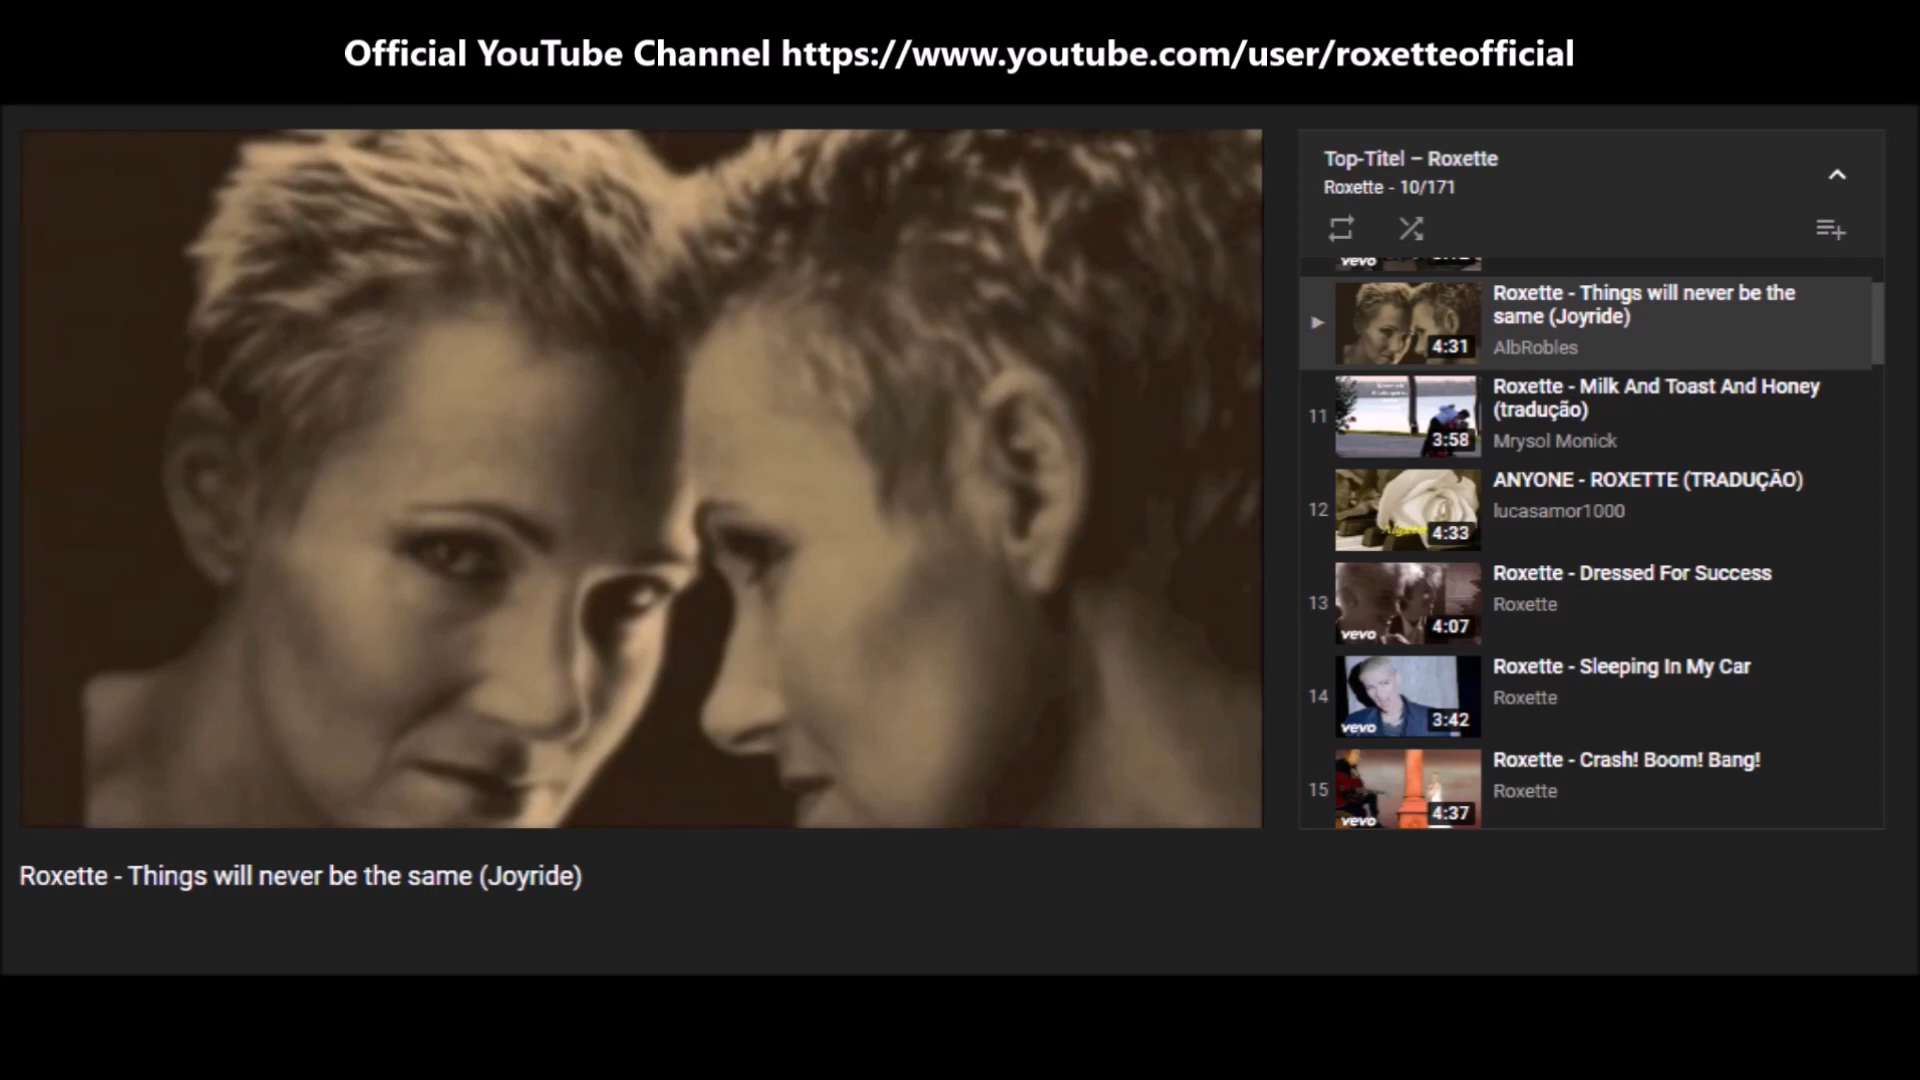 Official YouTube Channel https://www.youtube.com/user/roxetteofficial
Top-Titel – Roxette
Roxette - 10/171
vevo
Roxette - Things will never be the
same (Joyride)
4:31
AlbRobles
11
Roxette - Milk And Toast And Honey
(tradução)
3:58
Mrysol Monick
12
ANYONE - ROXETTE (TRADUÇÃO)
4:33
lucasamor1000
13
Roxette - Dressed For Success
vevo
4:07
Roxette
14
Roxette - Sleeping In My Car
vevo
3:42
Roxette
15
Roxette - Crash! Boom! Bang!
vevo
4:37
Roxette
Roxette - Things will never be the same (Joyride)